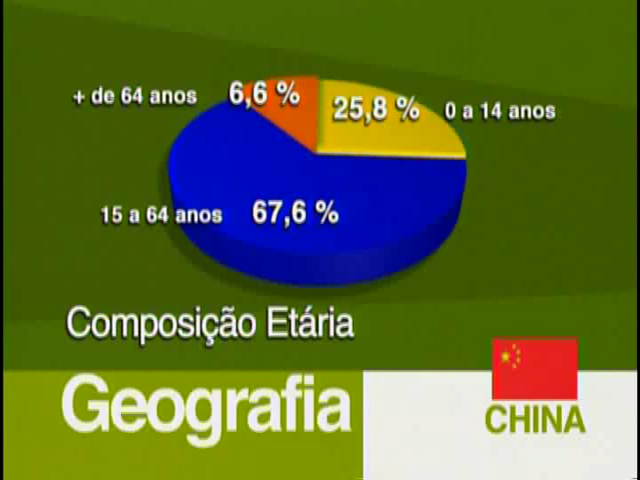 + de 64 anos 6,6 % 25,8 % 0 a 14 anos
15 a 64 anos 67,6 %
Composição Etária
Geografia
CHINA